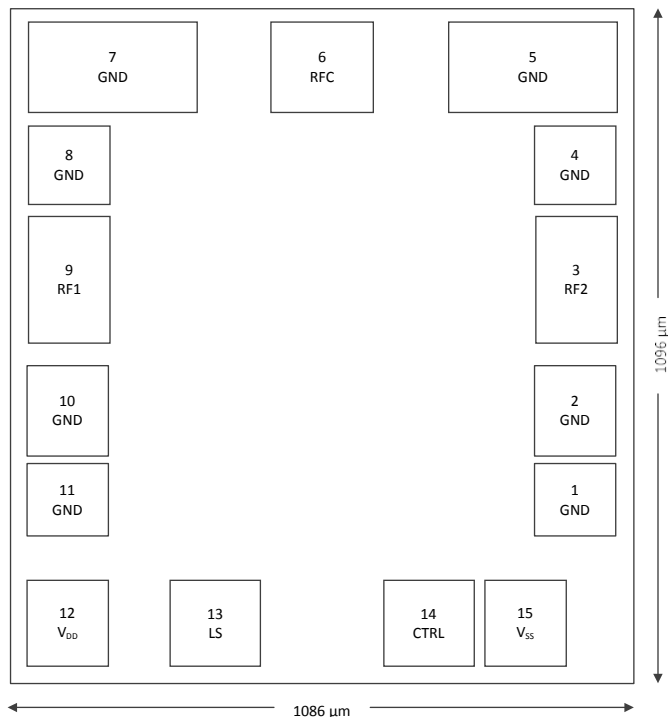 7
GND
6
RFC
5
GND
8
GND
4
GND
9
RF1
3
RF2
10
GND
2
GND
11
GND
1
GND
12
VDD
13
LS
14
CTRL
15
VSS
1096 µm
1086 µm